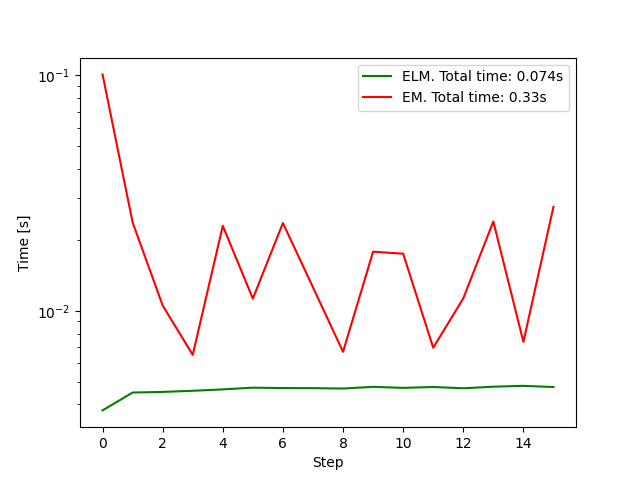 ELM. Total time: 0.074s
EM. Total time: 0.33s
10⁻¹
10⁻²
Time [s]
0 2 4 6 8 10 12 14
Step